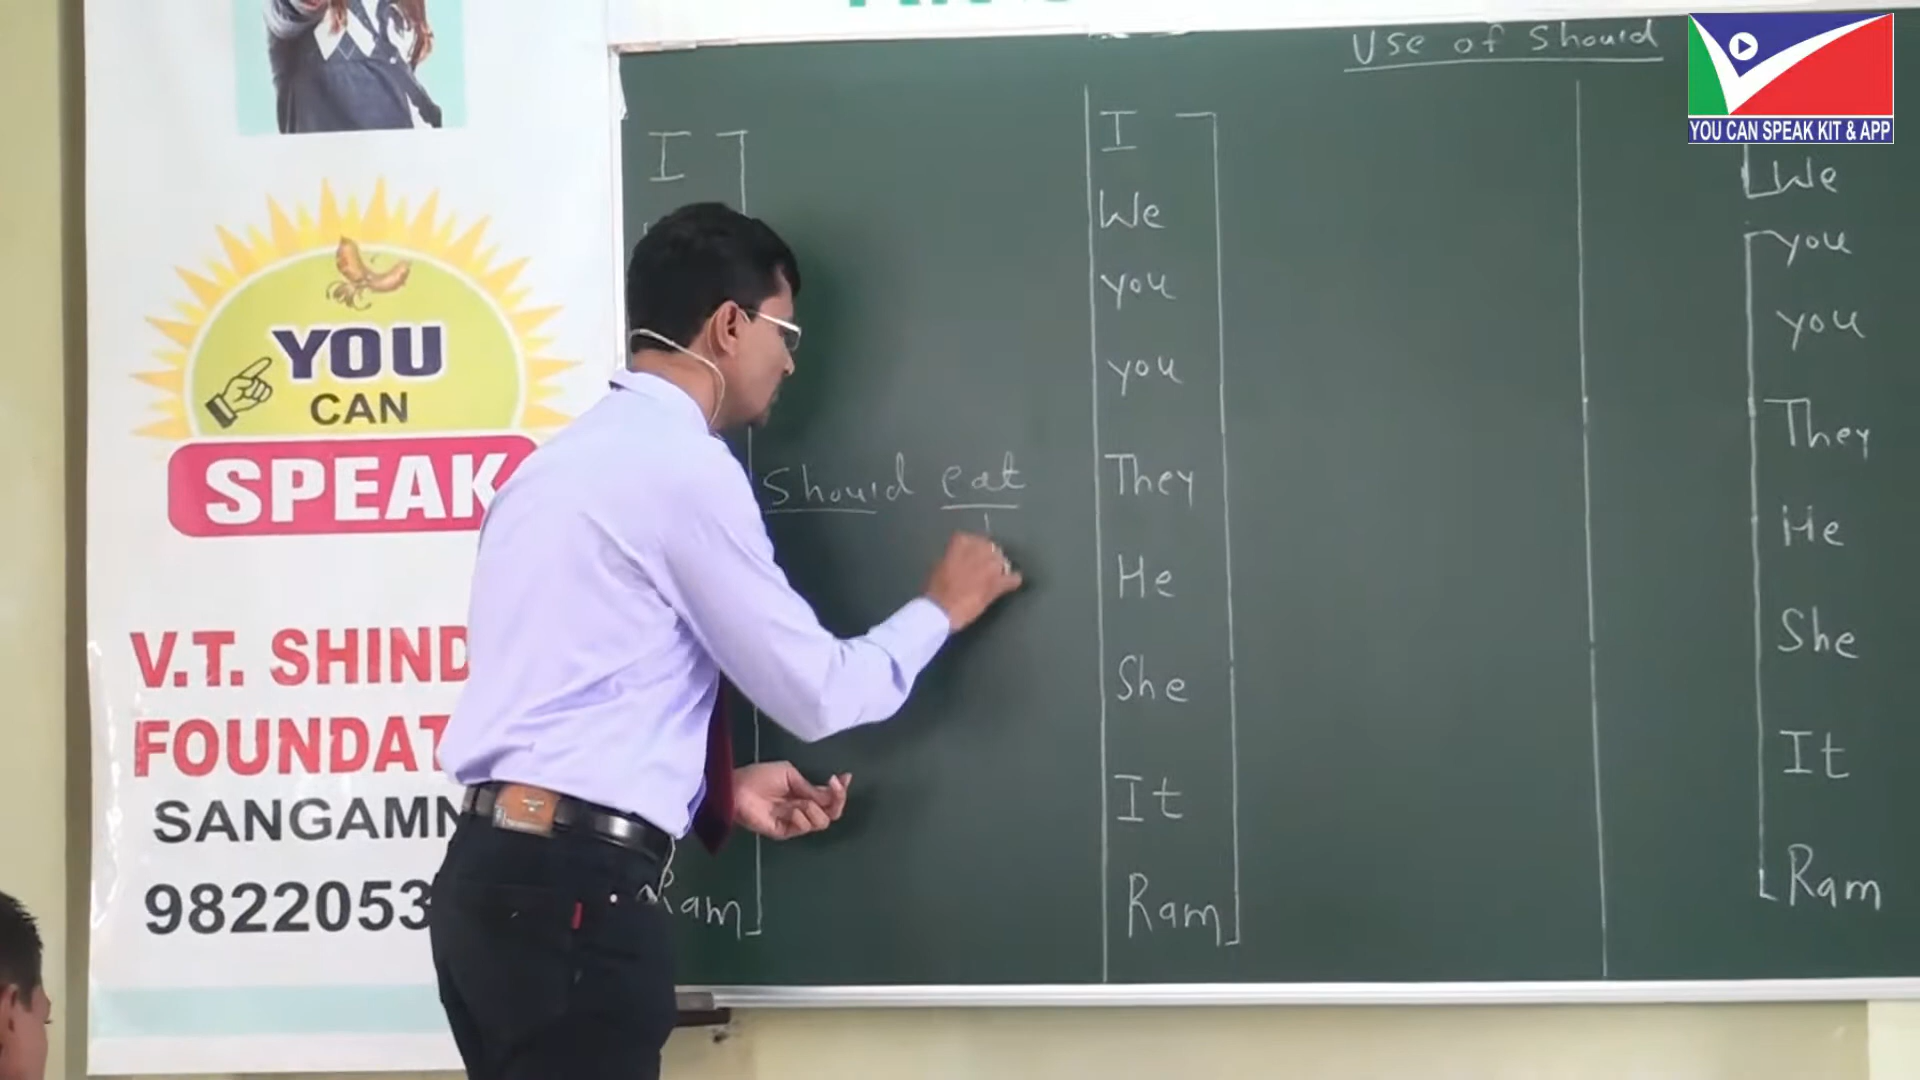 Use of Should
YOU CAN SPEAK KIT & APP
YOU
CAN
SPEAK
V.T. SHIND
FOUNDAT
SANGAMN
9822053
I
Should eat
Ram
I
We
you
you
They
He
She
It
Ram
We
you
you
They
He
She
It
Ram